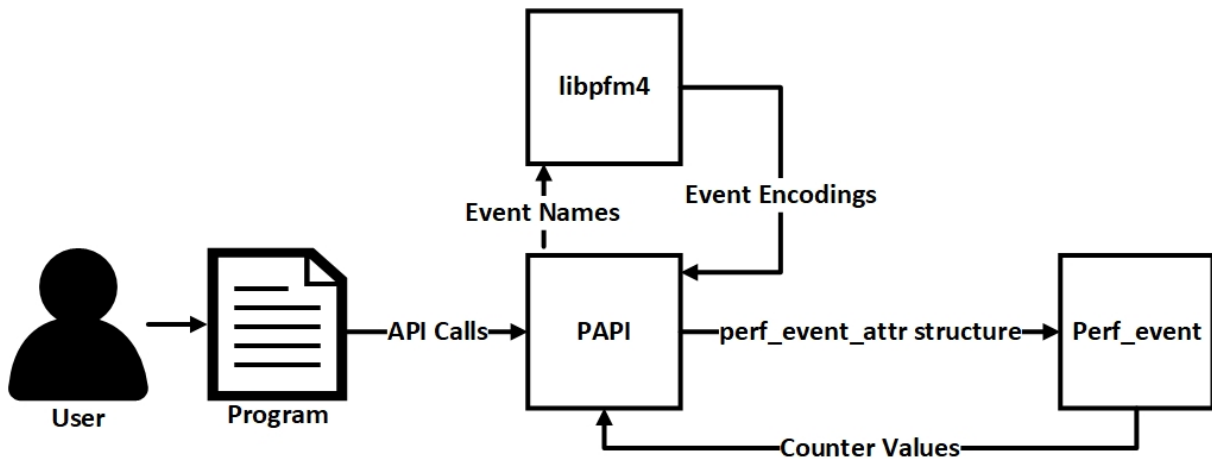 libpfm4
Event Encodings
Event Names
API Calls
PAPI
perf_event_attr structure
Perf_event
User
Program
Counter Values